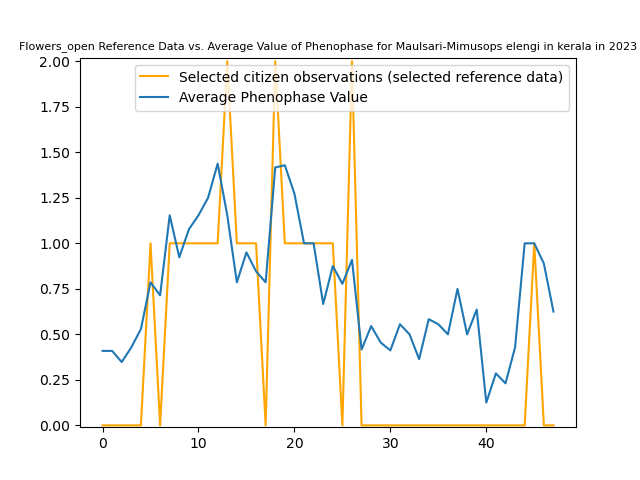 Flowers_open Reference Data vs. Average Value of Phenophase for Maulsari-Mimusops elengi in kerala in 2023
Selected citizen observations (selected reference data)
Average Phenophase Value
2.00
1.75
1.50
1.25
1.00
0.75
0.50
0.25
0.00
0 10 20 30 40